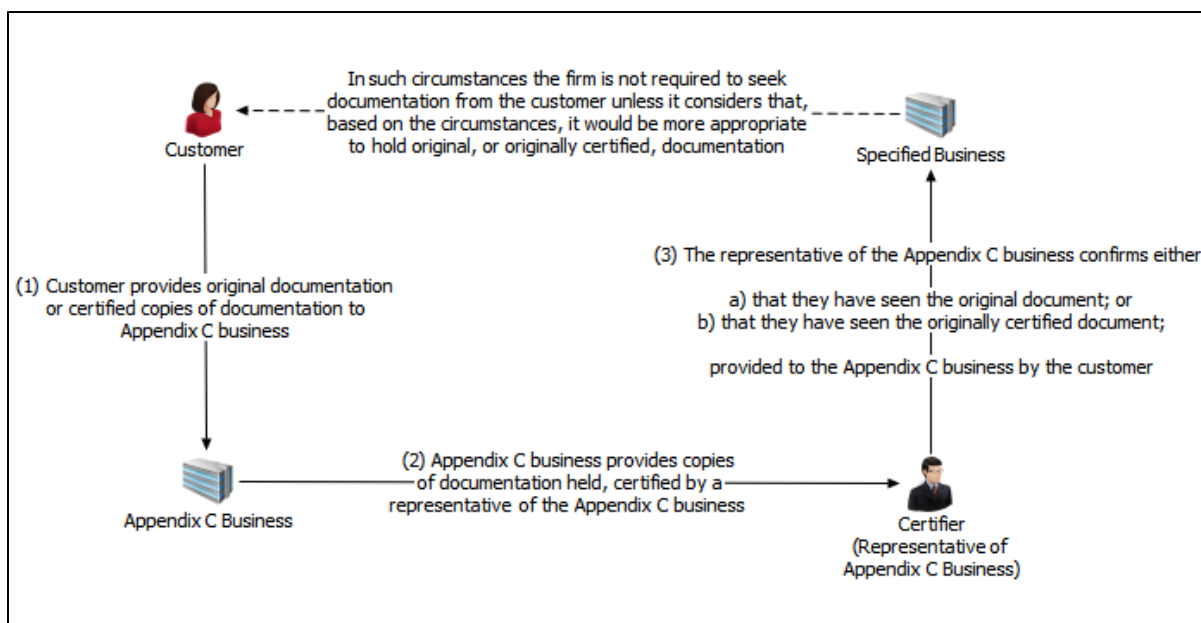 In such circumstances the firm is not required to seek
documentation from the customer unless it considers that,
based on the circumstances, it would be more appropriate
to hold original, or originally certified, documentation
Customer
Specified Business
(1) Customer provides original documentation
or certified copies of documentation to
Appendix C business
(3) The representative of the Appendix C business confirms either
a) that they have seen the original document; or
b) that they have seen the originally certified document;
provided to the Appendix C business by the customer
Appendix C Business
(2) Appendix C business provides copies
of documentation held, certified by a
representative of the Appendix C business
Certifier
(Representative of
Appendix C Business)